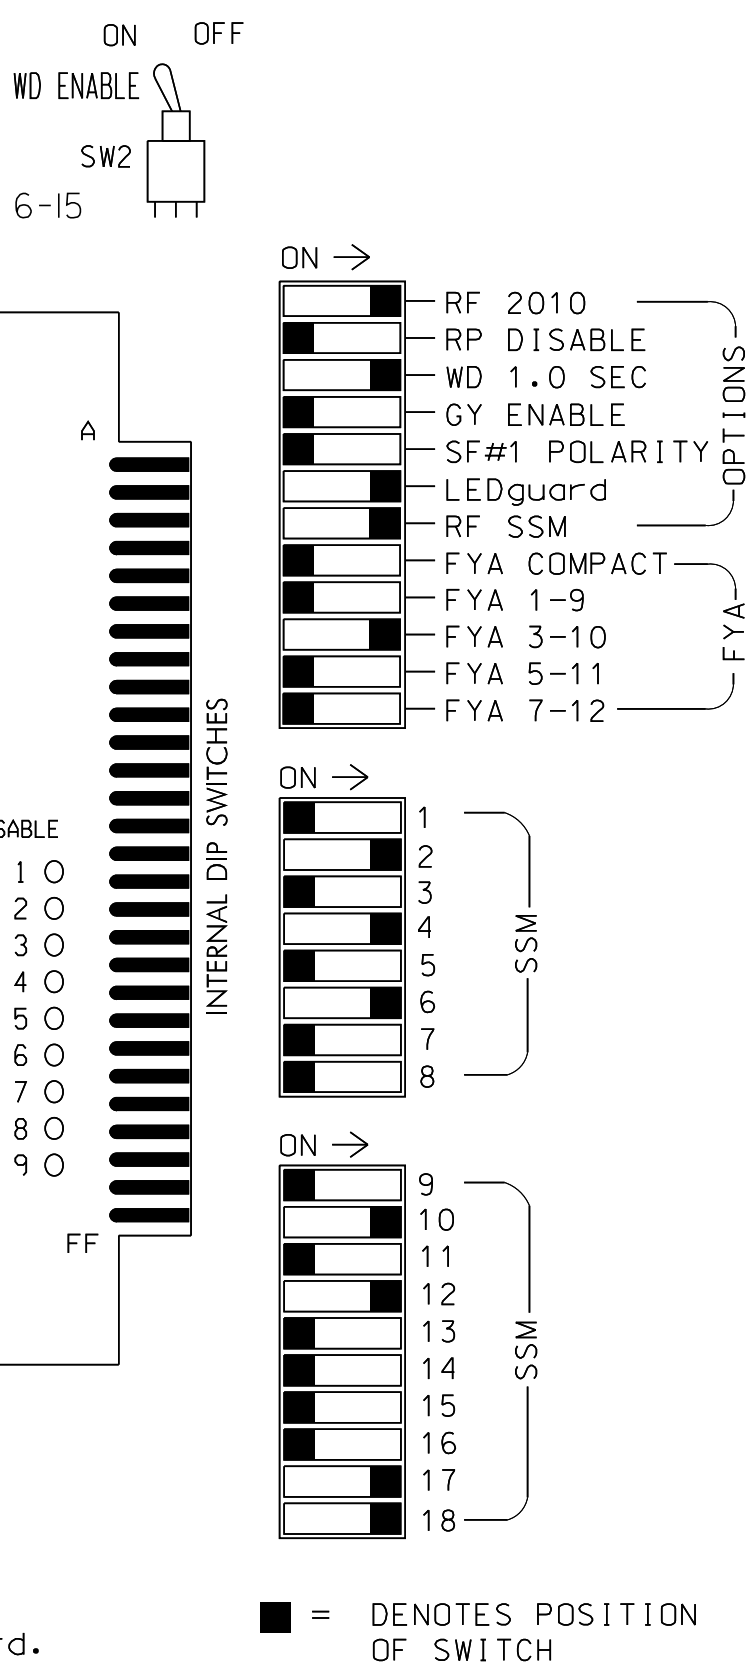 ON OFF
WD ENABLE
SW2
6-15
ON
RF 2010
RP DISABLE
WD 1.0 SEC
GY ENABLE
SF#1 POLARITY
LEDguard
RF SSM
FYA COMPACT
FYA 1-9
FYA 3-10
FYA 5-11
FYA 7-12
OPTIONS
FYA
A
FF
INTERNAL DIP SWITCHES
SABLE
1
2
3
4
5
6
7
8
9
ON
1
2
3
4
5
6
7
8
SSM
ON
9
10
11
12
13
14
15
16
17
18
SSM
= DENOTES POSITION
OF SWITCH
d.